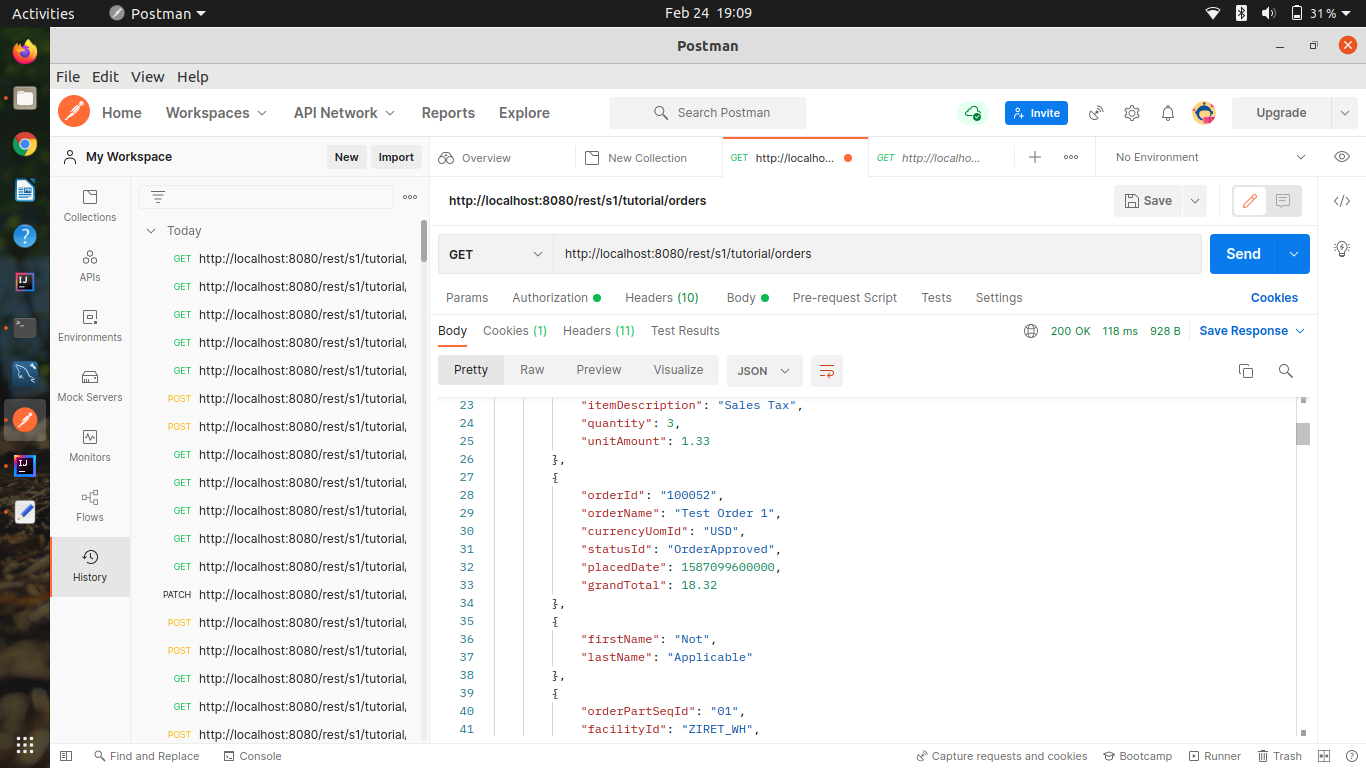 Activities Postman Feb 24 19:09 31%
Postman
File Edit View Help
Home Workspaces API Network Reports Explore Search Postman Invite Upgrade
My Workspace New Import Overview New Collection GET http://localho... GET http://localho... No Environment
Collections
APIs
Environments
Mock Servers
Monitors
Flows
History
Today
GET http://localhost:8080/rest/s1/tutorial/
GET http://localhost:8080/rest/s1/tutorial/
GET http://localhost:8080/rest/s1/tutorial/
GET http://localhost:8080/rest/s1/tutorial/
GET http://localhost:8080/rest/s1/tutorial/
POST http://localhost:8080/rest/s1/tutorial/
POST http://localhost:8080/rest/s1/tutorial/
GET http://localhost:8080/rest/s1/tutorial/
GET http://localhost:8080/rest/s1/tutorial/
GET http://localhost:8080/rest/s1/tutorial/
GET http://localhost:8080/rest/s1/tutorial/
GET http://localhost:8080/rest/s1/tutorial/
PATCH http://localhost:8080/rest/s1/tutorial/
POST http://localhost:8080/rest/s1/tutorial/
POST http://localhost:8080/rest/s1/tutorial/
GET http://localhost:8080/rest/s1/tutorial/
GET http://localhost:8080/rest/s1/tutorial/
POST http://localhost:8080/rest/s1/tutorial/
http://localhost:8080/rest/s1/tutorial/orders Save
GET http://localhost:8080/rest/s1/tutorial/orders Send
Params Authorization Headers (10) Body Pre-request Script Tests Settings Cookies
Body Cookies (1) Headers (11) Test Results 200 OK 118 ms 928 B Save Response
Pretty Raw Preview Visualize JSON
23 "itemDescription": "Sales Tax",
24 "quantity": 3,
25 "unitAmount": 1.33
26 },
27 {
28 "orderId": "100052",
29 "orderName": "Test Order 1",
30 "currencyUomId": "USD",
31 "statusId": "OrderApproved",
32 "placedDate": 1587099600000,
33 "grandTotal": 18.32
34 },
35 {
36 "firstName": "Not",
37 "lastName": "Applicable"
38 },
39 {
40 "orderPartSeqId": "01",
41 "facilityId": "ZIRET_WH",
Find and Replace Console Capture requests and cookies Bootcamp Runner Trash